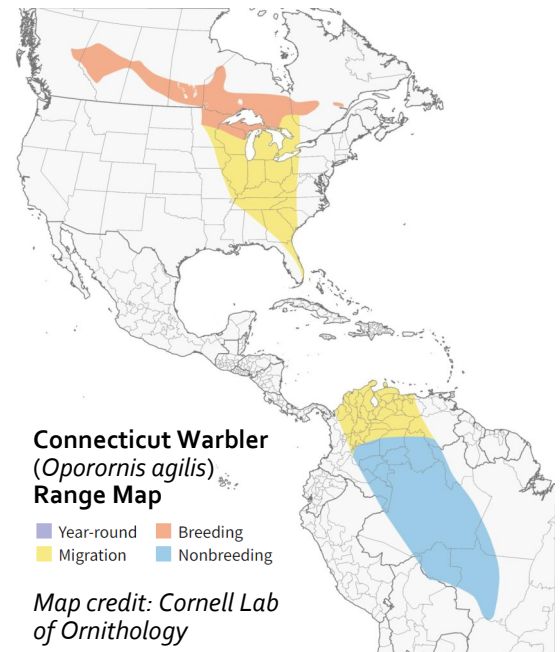 Connecticut Warbler
(Oporornis agilis)
Range Map
Year-round Breeding
Migration Nonbreeding
Map credit: Cornell Lab
of Ornithology